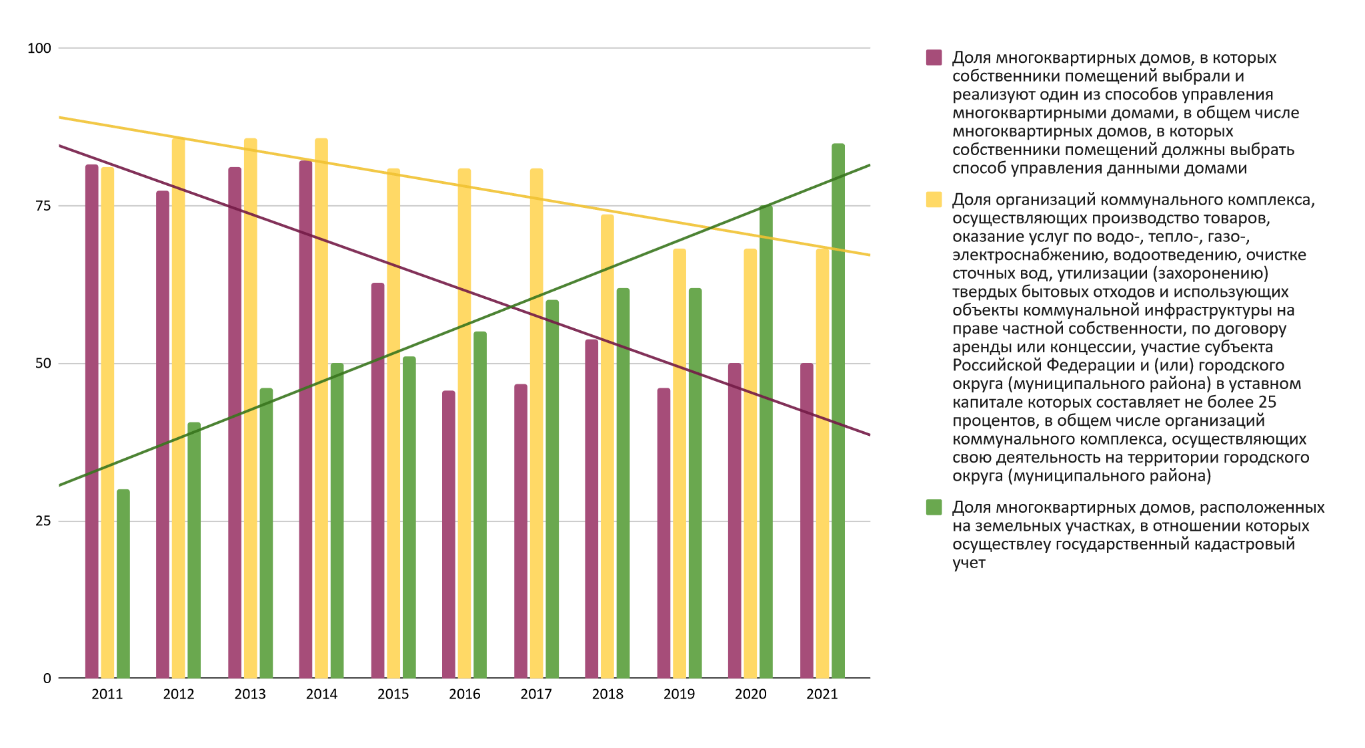 100
75
50
25
0
2011 2012 2013 2014 2015 2016 2017 2018 2019 2020 2021
Доля многоквартирных домов, в которых
собственники помещений выбрали и
реализуют один из способов управления
многоквартирными домами, в общем числе
многоквартирных домов, в которых
собственники помещений должны выбрать
способ управления данными домами
Доля организаций коммунального комплекса,
осуществляющих производство товаров,
оказание услуг по водо-, тепло-, газо-,
электроснабжению, водоотведению, очистке
сточных вод, утилизации (захоронению)
твердых бытовых отходов и использующих
объекты коммунальной инфраструктуры на
праве частной собственности, по договору
аренды или концессии, участие субъекта
Российской Федерации и (или) городского
округа (муниципального района) в уставном
капитале которых составляет не более 25
процентов, в общем числе организаций
коммунального комплекса, осуществляющих
свою деятельность на территории городского
округа (муниципального района)
Доля многоквартирных домов, расположенных
на земельных участках, в отношении которых
осуществлеу государственный кадастровый
учет